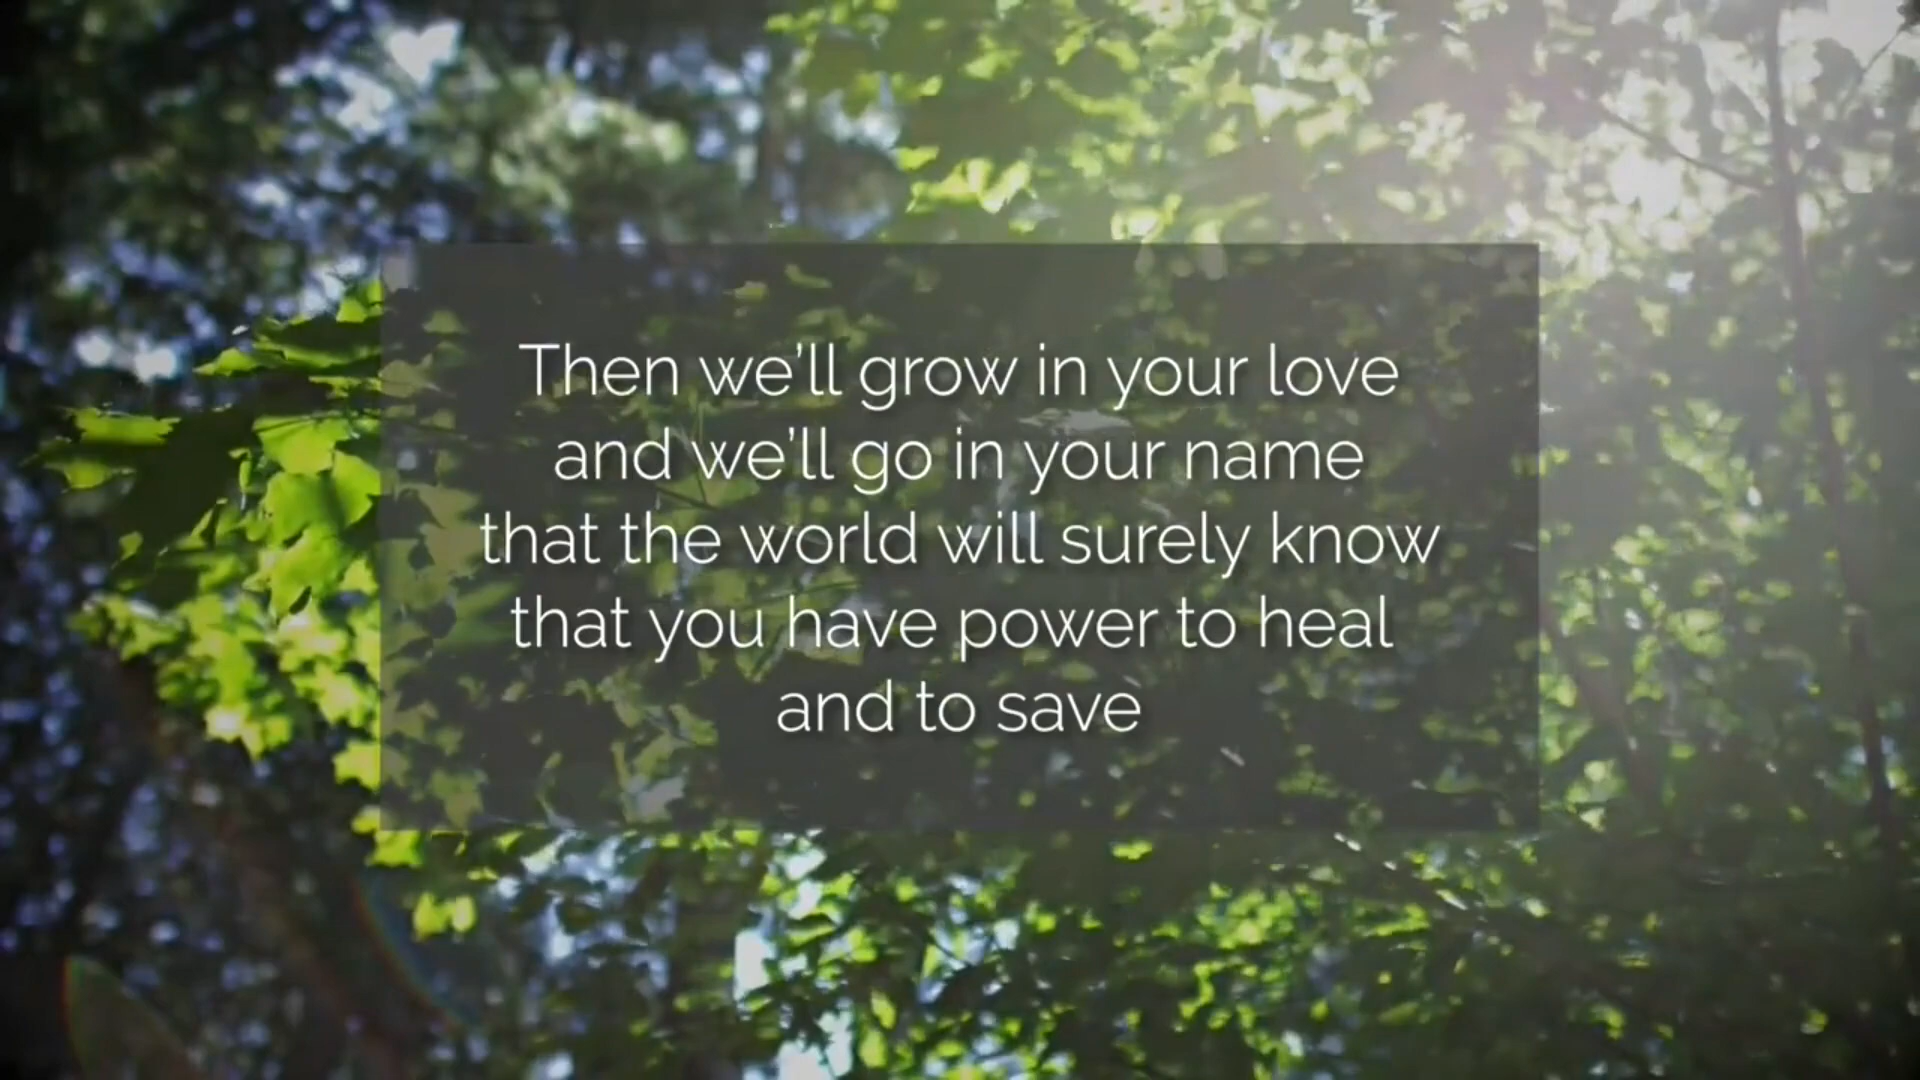 Then we’ll grow in your love
and we’ll go in your name
that the world will surely know
that you have power to heal
and to save